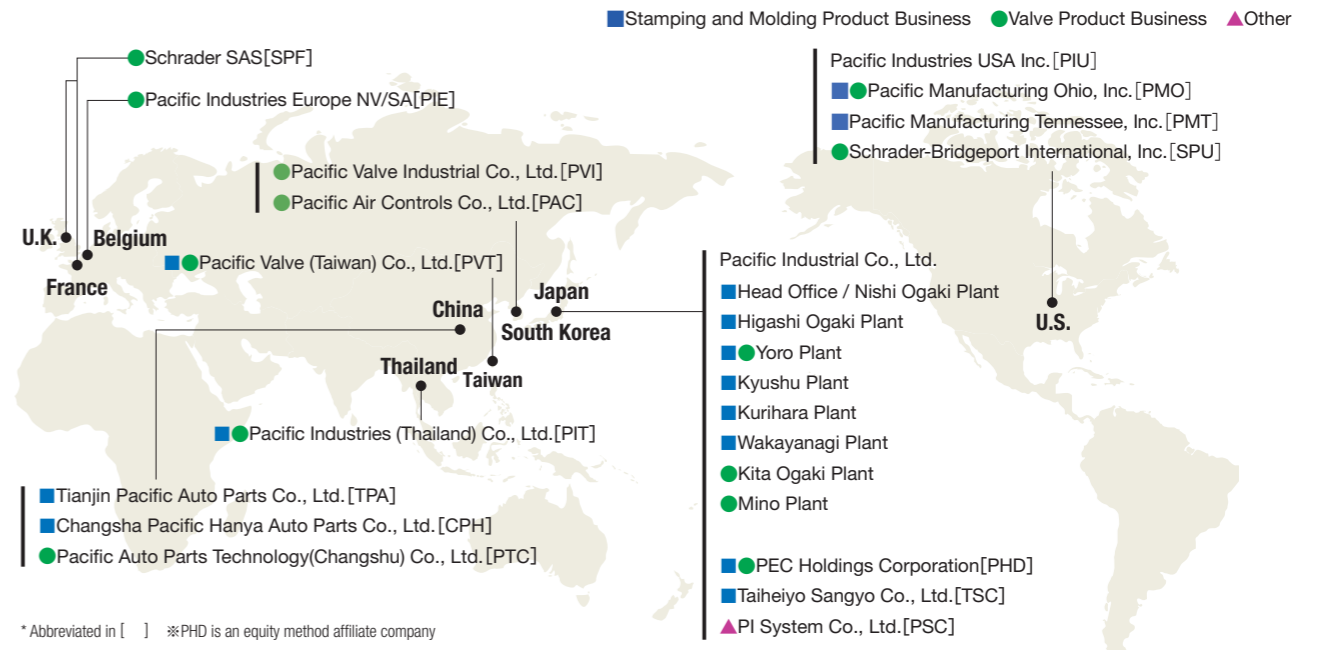 ■Stamping and Molding Product Business ●Valve Product Business ▲Other
●Schrader SAS[SPF]
●Pacific Industries Europe NV/SA[PIE]
Pacific Industries USA Inc.[PIU]
■●Pacific Manufacturing Ohio, Inc.[PMO]
■Pacific Manufacturing Tennessee, Inc.[PMT]
●Schrader-Bridgeport International, Inc.[SPU]
●Pacific Valve Industrial Co., Ltd.[PVI]
●Pacific Air Controls Co., Ltd.[PAC]
U.K.
Belgium
France
■●Pacific Valve (Taiwan) Co., Ltd.[PVT]
China
Japan
South Korea
Thailand
Taiwan
U.S.
■●Pacific Industries (Thailand) Co., Ltd.[PIT]
■Tianjin Pacific Auto Parts Co., Ltd.[TPA]
■Changsha Pacific Hanya Auto Parts Co., Ltd.[CPH]
●Pacific Auto Parts Technology(Changshu) Co., Ltd.[PTC]
Pacific Industrial Co., Ltd.
■Head Office / Nishi Ogaki Plant
■Higashi Ogaki Plant
■●Yoro Plant
■Kyushu Plant
■Kurihara Plant
■Wakayanagi Plant
●Kita Ogaki Plant
●Mino Plant
■●PEC Holdings Corporation[PHD]
■Taiheiyo Sangyo Co., Ltd.[TSC]
▲PI System Co., Ltd.[PSC]
* Abbreviated in [ ] ※PHD is an equity method affiliate company